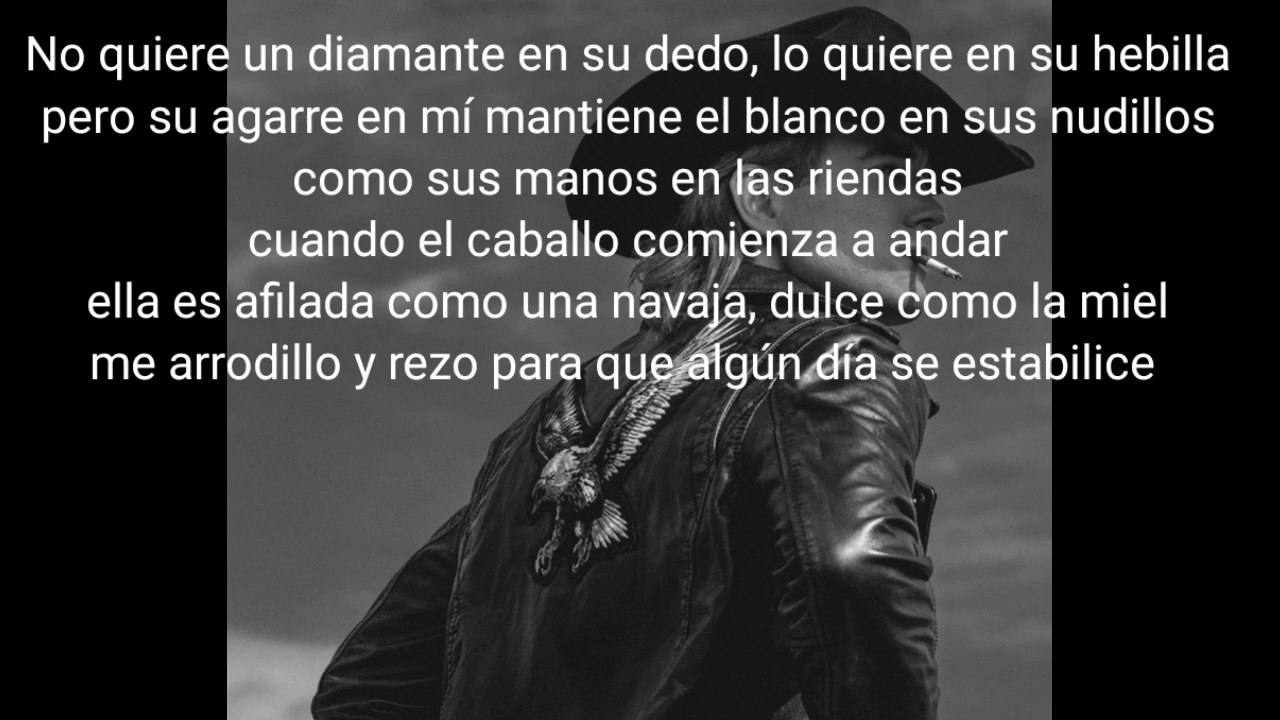 No quiere un diamante en su dedo, lo quiere en su hebilla
pero su agarre en mí mantiene el blanco en sus nudillos
como sus manos en las riendas
cuando el caballo comienza a andar
ella es afilada como una navaja, dulce como la miel
me arrodillo y rezo para que algún día se estabilice